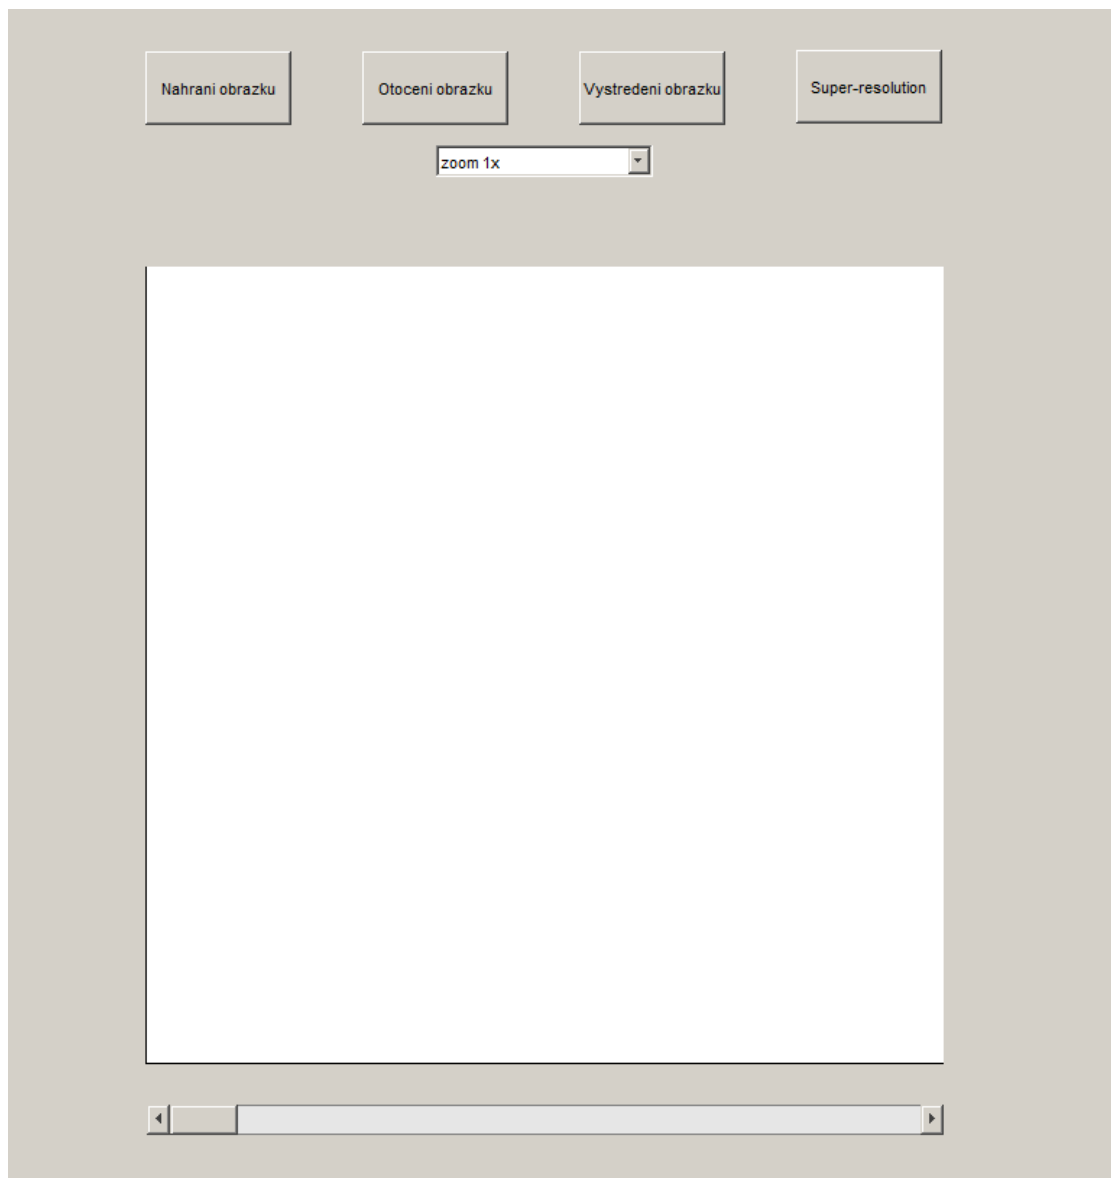 Nahrani obrazku
Otoceni obrazku
Vystredeni obrazku
Super-resolution
zoom 1x